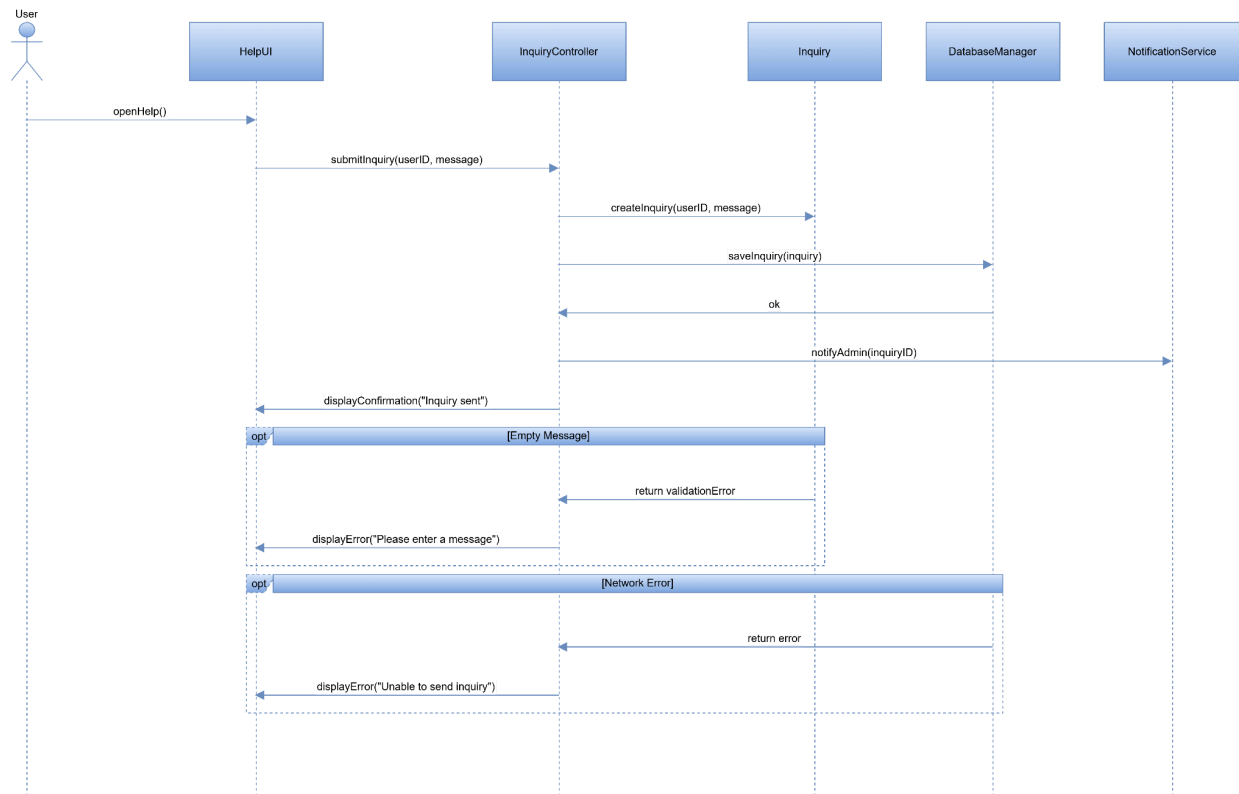 User
HelpUI
InquiryController
Inquiry
DatabaseManager
NotificationService
openHelp()
submitInquiry(userID, message)
createInquiry(userID, message)
saveInquiry(inquiry)
ok
notifyAdmin(inquiryID)
displayConfirmation("Inquiry sent")
opt
[Empty Message]
return validationError
displayError("Please enter a message")
opt
[Network Error]
return error
displayError("Unable to send inquiry")